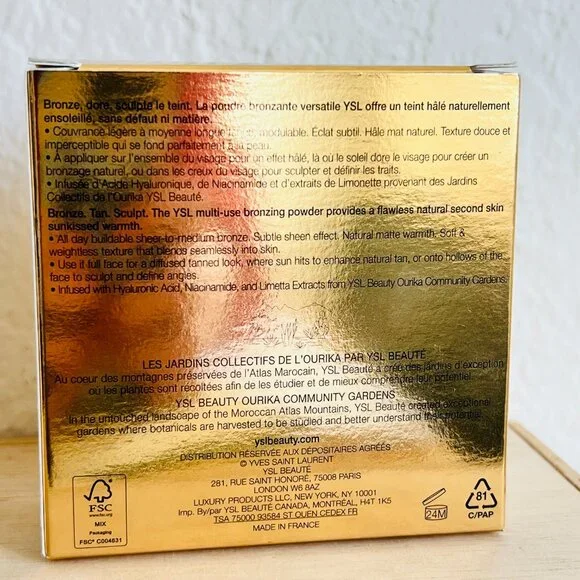 Bronze, dore, sculpte le teint. La poudre bronzante versatile YSL offre un teint hâlé naturellement
ensoleillé, sans défaut ni matière.
• Couvrance légère à moyenne longue modulable. Éclat subtil. Hâle mat naturel. Texture douce et
imperceptible qui se fond parfaitement à la peau.
• À appliquer sur l'ensemble du visage pour un effet hâlé, là où le soleil dore le visage pour créer un
bronzage naturel, ou dans les creux du visage pour sculpter et définir les traits.
• Infusée d'Acide Hyaluronique, de Niacinamide et d'extraits de Limonette provenant des Jardins
Collectifs de l'Ourika YSL Beauté.
Bronze. Tan. Sculpt. The YSL multi-use bronzing powder provides a flawless natural second skin
sunkissed warmth.
• All day buildable sheer-to-medium bronze. Subtle sheen effect. Natural matte warmth. Soft &
weightless texture that blends seamlessly into skin.
• Use it full face for a diffused tanned look, where sun hits to enhance natural tan, or onto hollows of the
face to sculpt and define angles.
• Infused with Hyaluronic Acid, Niacinamide, and Limetta Extracts from YSL Beauty Ourika Community Gardens.
LES JARDINS COLLECTIFS DE L'OURIKA PAR YSL BEAUTÉ
Au coeur des montagnes préservées de l'Atlas Marocain, YSL Beauté a créé des jardins d'exception
où les plantes sont récoltées afin de les étudier et de mieux comprendre leur potentiel.
YSL BEAUTY OURIKA COMMUNITY GARDENS
In the untouched landscape of the Moroccan Atlas Mountains, YSL Beauté created exceptional
gardens where botanicals are harvested to be studied and better understand their potential.
yslbeauty.com
DISTRIBUTION RÉSERVÉE AUX DÉPOSITAIRES AGRÉÉS
© YVES SAINT LAURENT
YSL BEAUTÉ
281, RUE SAINT HONORÉ, 75008 PARIS
LONDON W6 8AZ
LUXURY PRODUCTS LLC, NEW YORK, NY 10001
Imp. By/par YSL BEAUTÉ CANADA, MONTRÉAL H4T 1K5
TSA 75000 93584 ST OUEN CEDEX FR
MADE IN FRANCE
FSC
www.fsc.org
MIX
Packaging
FSC® C004631
24M
81
C/PAP